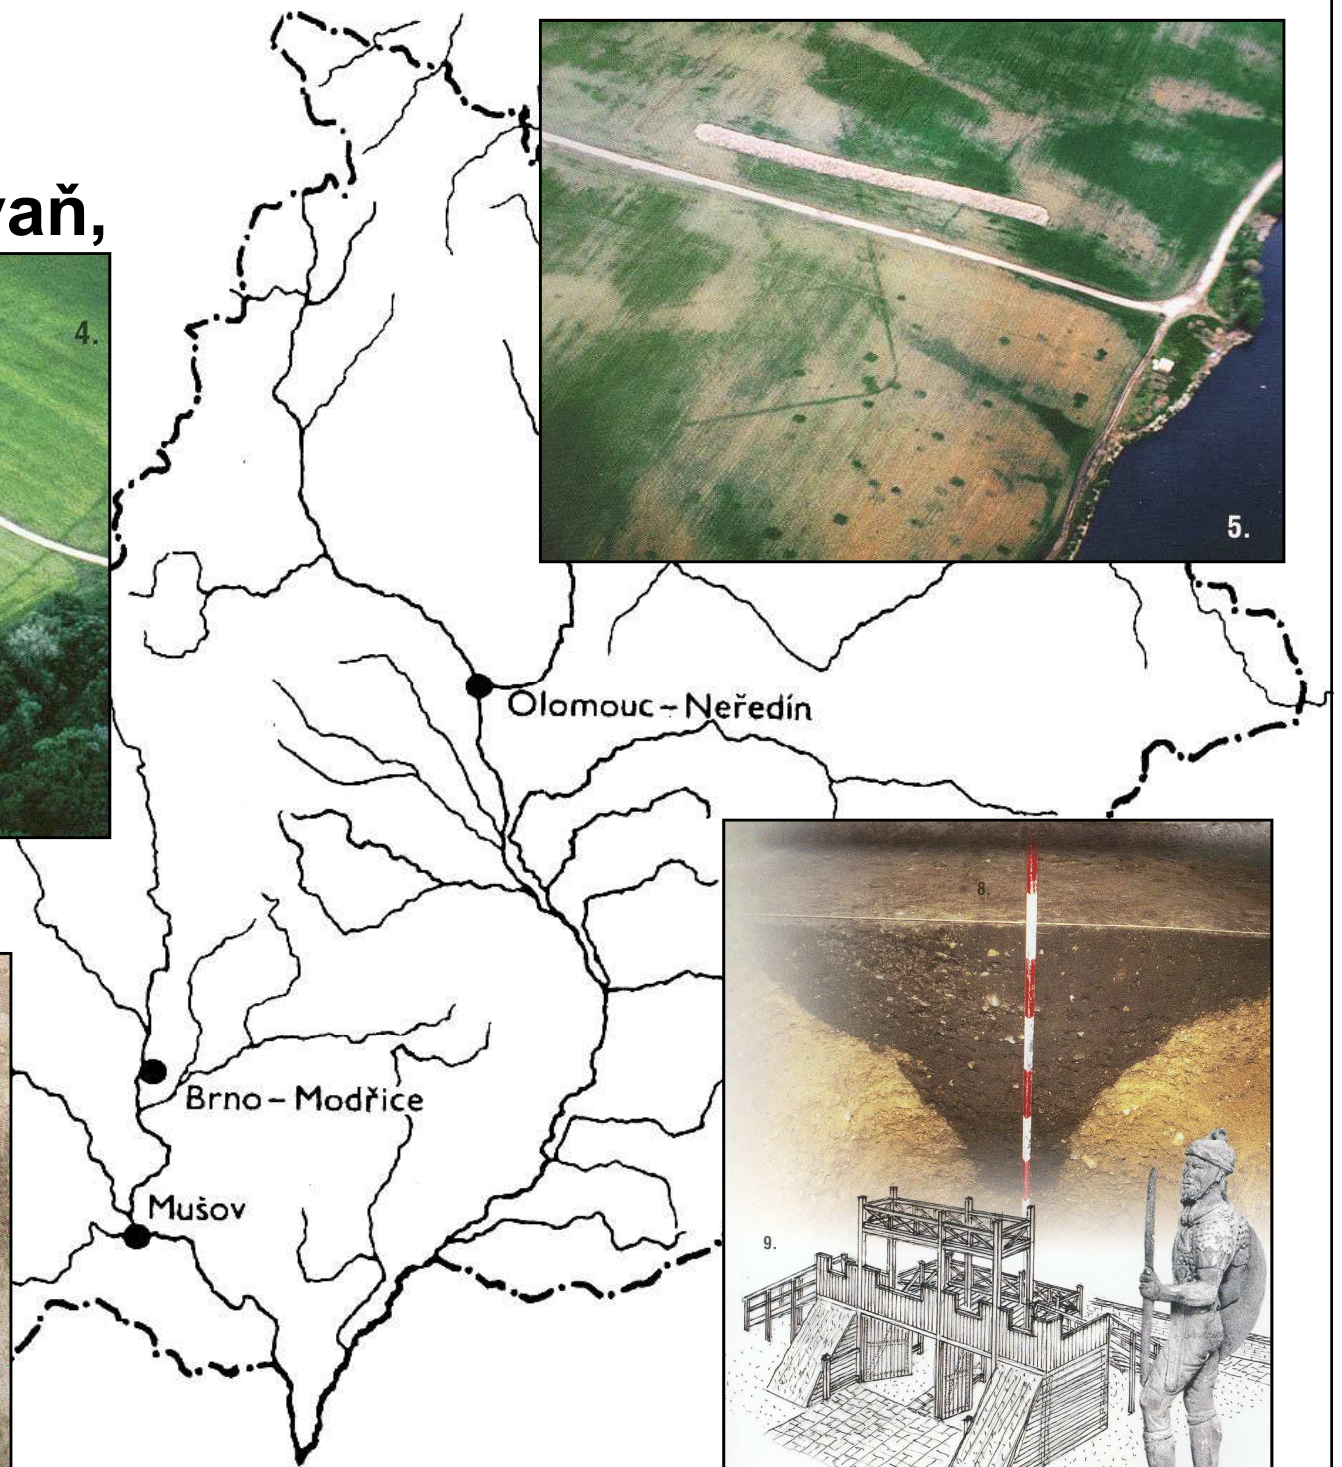 vaň,
4.
5.
Olomouc – Neředín
8.
Brno – Modřice
Mušov
9.